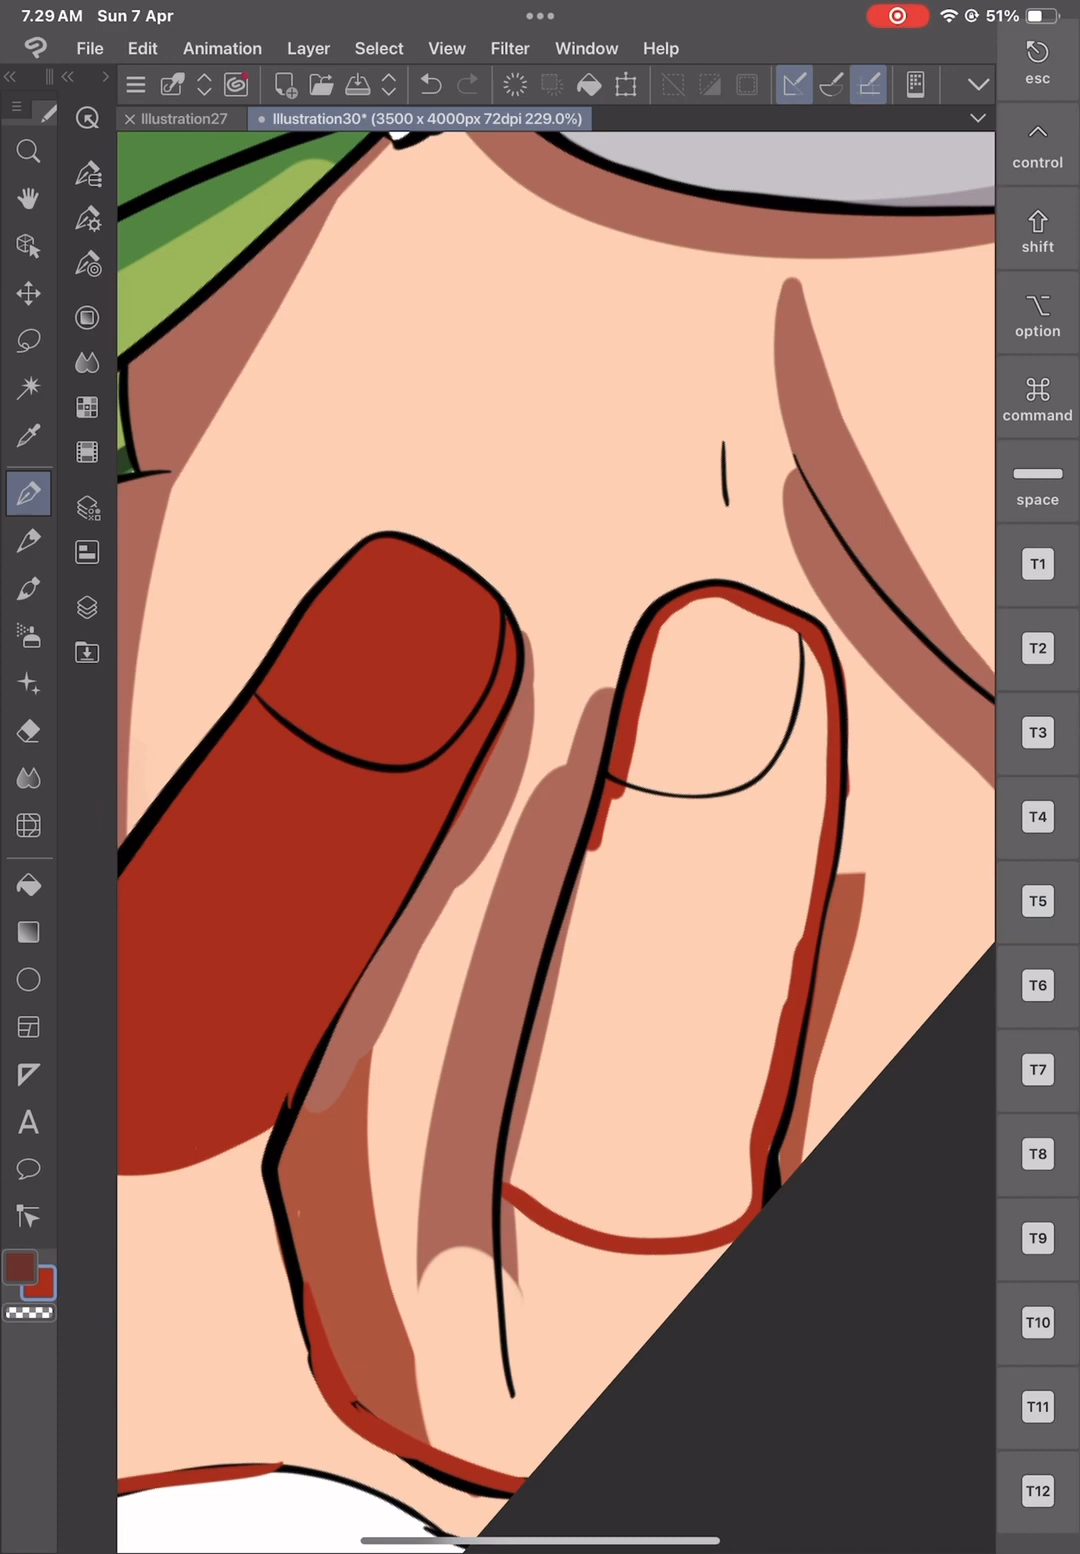 7.29 AM Sun 7 Apr
51%
File Edit Animation Layer Select View Filter Window Help
Illustration27
Illustration30* (3500 x 4000px 72dpi 229.0%)
esc
control
shift
option
command
space
T1
T2
T3
T4
T5
T6
T7
T8
T9
T10
T11
T12